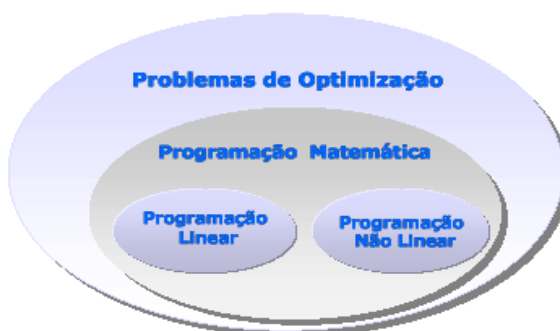 Problemas de Optimização
Programação Matemática
Programação
Linear
Programação
Não Linear